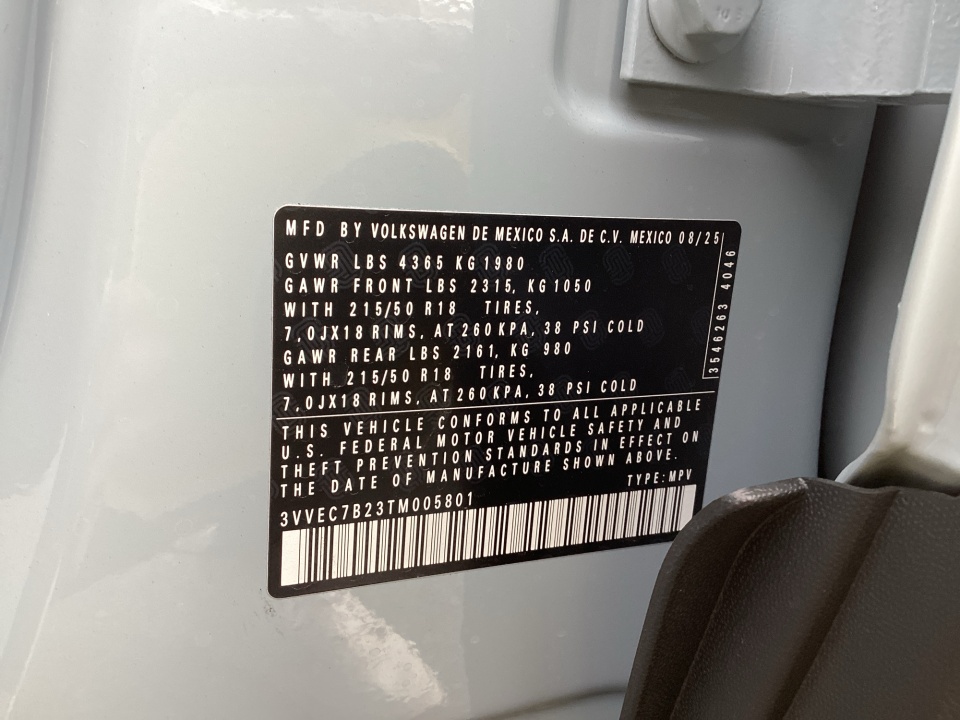 MFD BY VOLKSWAGEN DE MEXICO S.A. DE C.V. MEXICO 08/25
GVWR LBS 4365 KG 1980
GAWR FRONT LBS 2315, KG 1050
WITH 215/50 R18 TIRES,
7,0JX18 RIMS, AT 260 KPA, 38 PSI COLD
GAWR REAR LBS 2161, KG 980
WITH 215/50 R18 TIRES,
7,0JX18 RIMS, AT 260 KPA, 38 PSI COLD
3546263 4046
THIS VEHICLE CONFORMS TO ALL APPLICABLE
U.S. FEDERAL MOTOR VEHICLE SAFETY AND
THEFT PREVENTION STANDARDS IN EFFECT ON
THE DATE OF MANUFACTURE SHOWN ABOVE.
TYPE: MPV
3VVEC7B23TM005801